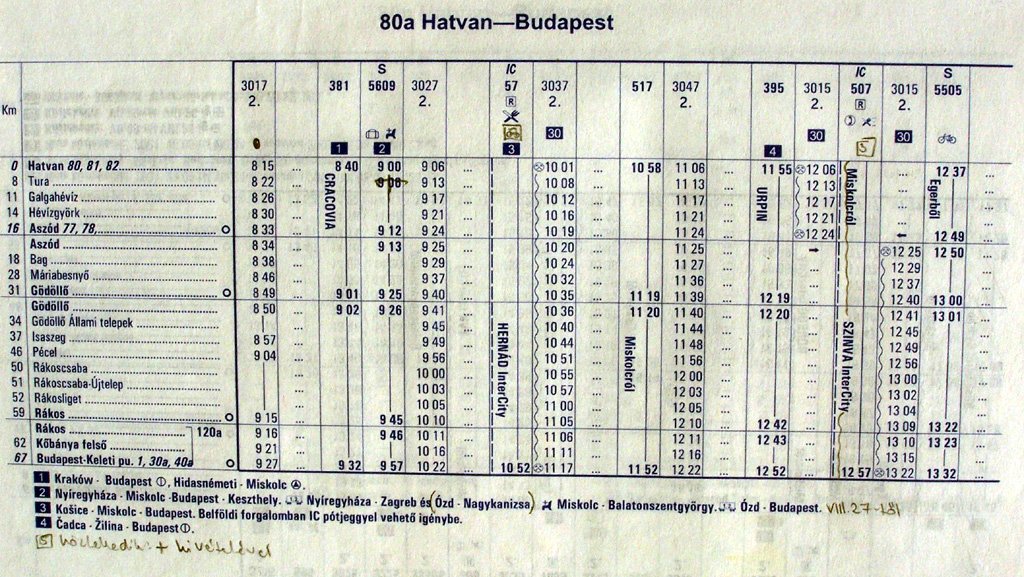 80a Hatvan—Budapest
Km 3017 2. 381 S 5609 3027 2. IC 57 R 3037 2. 517 3047 2. 395 3015 2. IC 507 R 3015 2. S 5505
1 2 3 30 4 30 5 30
0 Hatvan 80, 81, 82 8 15 8 40 9 00 9 06 ... 10 01 ... 10 58 11 06 ... 11 55 12 06 ... 12 37
8 Tura 8 22 ... 9 08 9 13 ... 10 08 ... 11 13 ... 12 13 ...
11 Galgahévíz 8 26 ... 9 17 ... 10 12 ... 11 17 ... 12 17 ...
14 Hévízgyörk 8 30 ... 9 21 ... 10 16 ... 11 21 ... 12 21 ...
16 Aszód 77, 78, 8 33 ... 9 12 9 24 ... 10 19 ... 11 24 ... 12 24 ← 12 49 ...
Aszód 8 34 ... 9 13 9 25 ... 10 20 ... 11 25 ... → 12 25 12 50 ...
18 Bag 8 38 ... 9 29 ... 10 24 ... 11 27 ... 12 29 ...
28 Máriabesnyő 8 46 ... 9 37 ... 10 32 ... 11 36 ... 12 37 ...
31 Gödöllő 8 49 ... 9 01 9 25 9 40 ... 10 35 ... 11 19 11 39 ... 12 19 ... 12 40 13 00 ...
Gödöllő 8 50 ... 9 02 9 26 9 41 ... 10 36 ... 11 20 11 40 ... 12 20 ... 12 41 13 01 ...
34 Gödöllő Állami telepek ... 9 45 ... 10 40 ... 11 44 ... 12 45 ...
37 Isaszeg 8 57 ... 9 49 ... 10 44 ... 11 48 ... 12 49 ...
46 Pécel 9 04 ... 9 56 ... 10 51 ... 11 56 ... 12 56 ...
50 Rákoscsaba ... 10 00 ... 10 55 ... 12 00 ... 13 00 ...
51 Rákoscsaba-Újtelep ... 10 03 ... 10 57 ... 12 03 ... 13 02 ...
52 Rákosliget ... 10 05 ... 11 00 ... 12 05 ... 13 04 ...
59 Rákos 9 15 ... 9 45 10 10 ... 11 05 ... 12 10 ... 12 42 ... 13 09 13 22 ...
Rákos 120a 9 16 ... 9 46 10 11 ... 11 06 ... 12 11 ... 12 43 ... 13 10 13 23 ...
62 Kőbánya felső 9 21 ... 10 16 ... 11 11 ... 12 16 ... 13 15 ...
67 Budapest-Keleti pu. 1, 30a, 40a 9 27 ... 9 32 9 57 10 22 ... 10 52 11 17 ... 11 52 12 22 ... 12 52 ... 12 57 13 22 13 32 ...
CRACOVIA
HERNÁD InterCity
Miskolcról
URPIN
Miskolcról
SZINVA InterCity
Egerből
1 Kraków · Budapest ①, Hidasnémeti · Miskolc Ⓐ.
2 Nyíregyháza · Miskolc · Budapest · Keszthely. Nyíregyháza · Zagreb és (Ózd · Nagykanizsa) Miskolc · Balatonszentgyörgy. Ózd · Budapest. VIII.27-től
3 Košice · Miskolc · Budapest. Belföldi forgalomban IC pótjeggyel vehető igénybe.
4 Čadca · Žilina · Budapest ①.
5 közlekedik: + kivételével